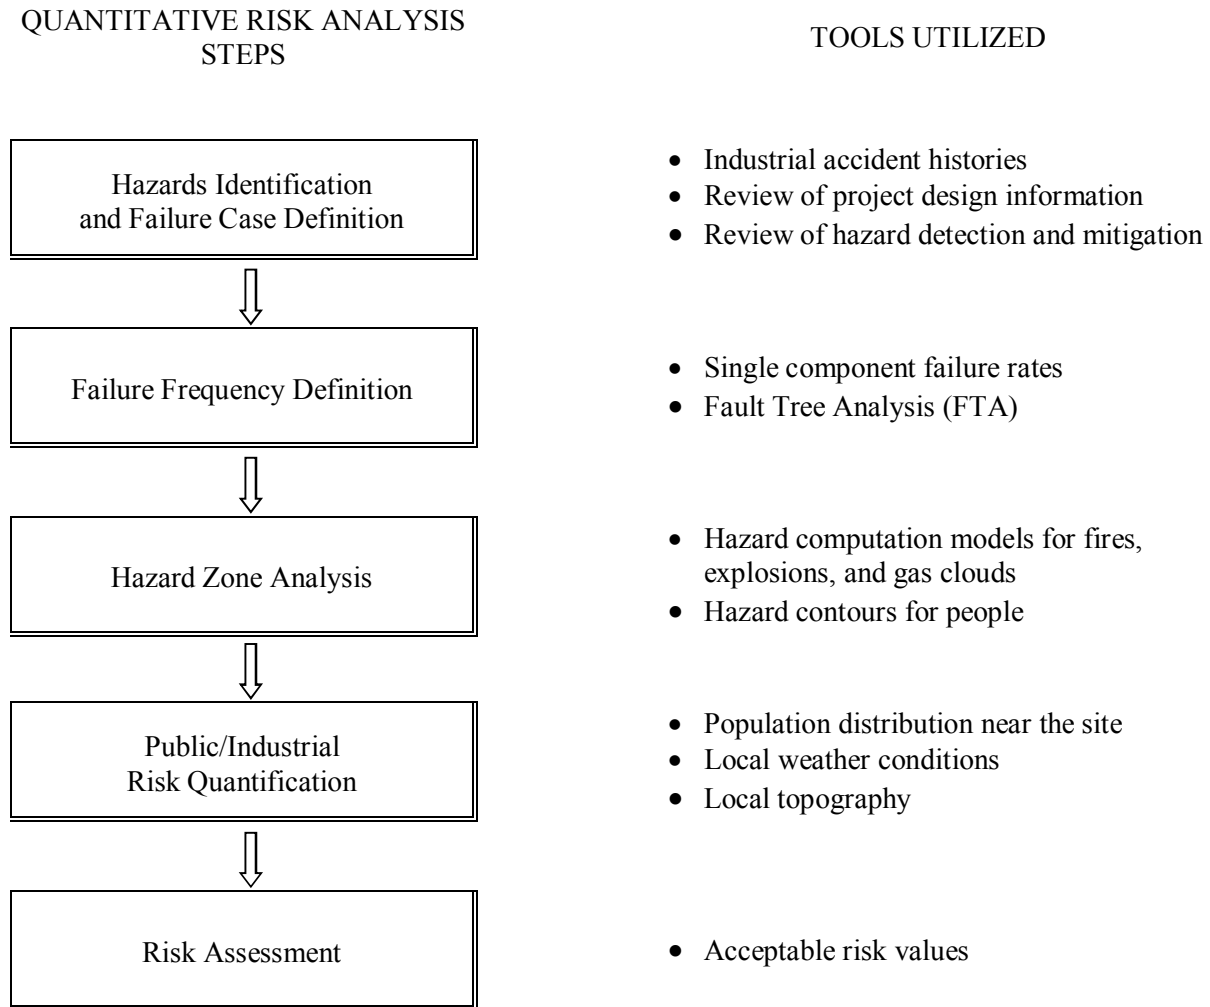 QUANTITATIVE RISK ANALYSIS
STEPS
TOOLS UTILIZED
Hazards Identification
and Failure Case Definition
• Industrial accident histories
• Review of project design information
• Review of hazard detection and mitigation
Failure Frequency Definition
• Single component failure rates
• Fault Tree Analysis (FTA)
Hazard Zone Analysis
• Hazard computation models for fires,
explosions, and gas clouds
• Hazard contours for people
Public/Industrial
Risk Quantification
• Population distribution near the site
• Local weather conditions
• Local topography
Risk Assessment
• Acceptable risk values